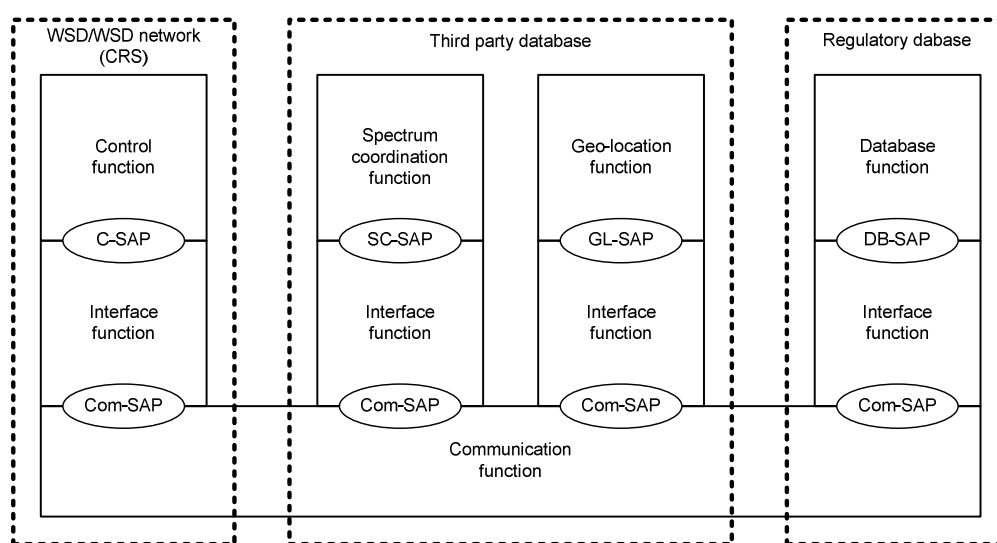 WSD/WSD network
(CRS)
Third party database
Regulatory dabase
Control
function
Spectrum
coordination
function
Geo-location
function
Database
function
C-SAP
SC-SAP
GL-SAP
DB-SAP
Interface
function
Interface
function
Interface
function
Interface
function
Com-SAP
Com-SAP
Com-SAP
Com-SAP
Communication
function